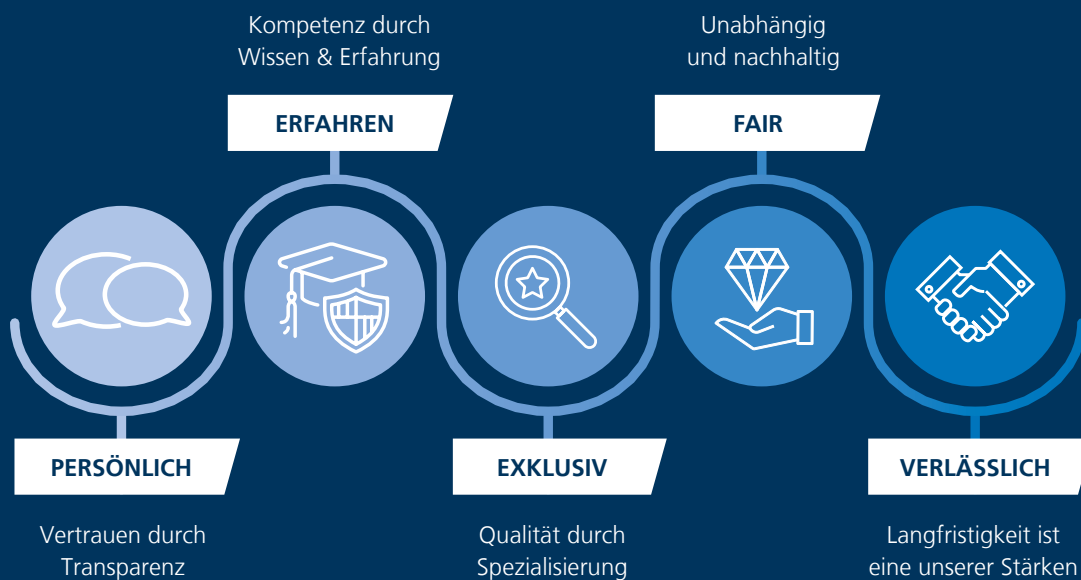 Kompetenz durch
Wissen & Erfahrung
ERFAHREN
Unabhängig
und nachhaltig
FAIR
PERSÖNLICH
Vertrauen durch
Transparenz
EXKLUSIV
Qualität durch
Spezialisierung
VERLÄSSLICH
Langfristigkeit ist
eine unserer Stärken